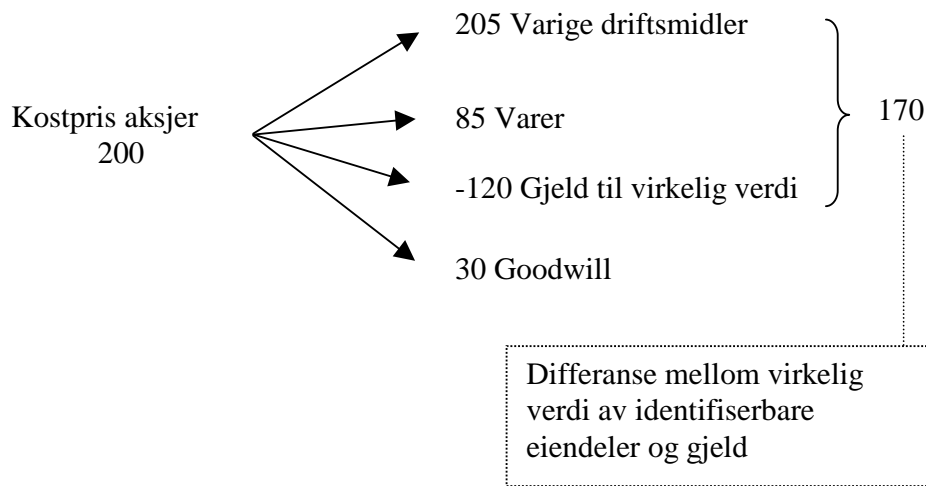 205 Varige driftsmidler
Kostpris aksjer
200
85 Varer
170
-120 Gjeld til virkelig verdi
30 Goodwill
Differanse mellom virkelig
verdi av identifiserbare
eiendeler og gjeld